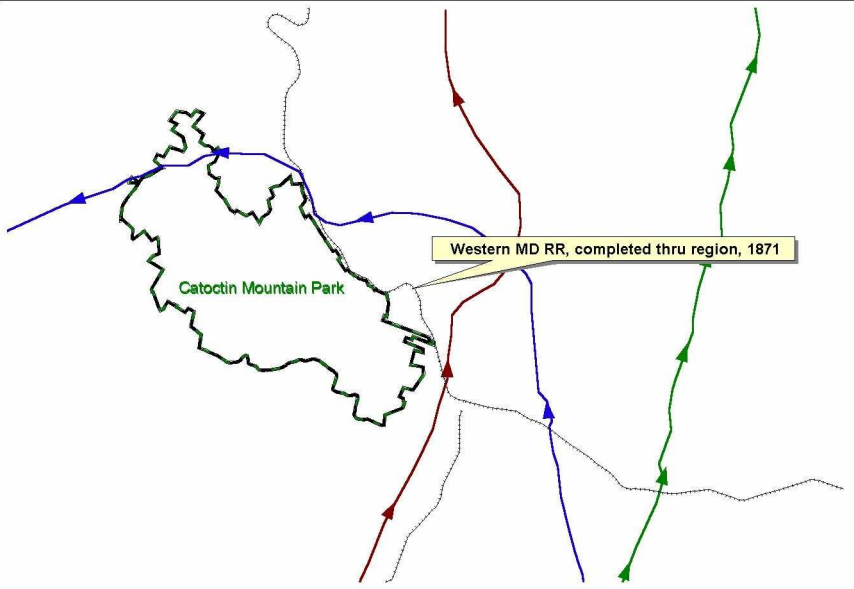 Western MD RR, completed thru region, 1871
Catoctin Mountain Park